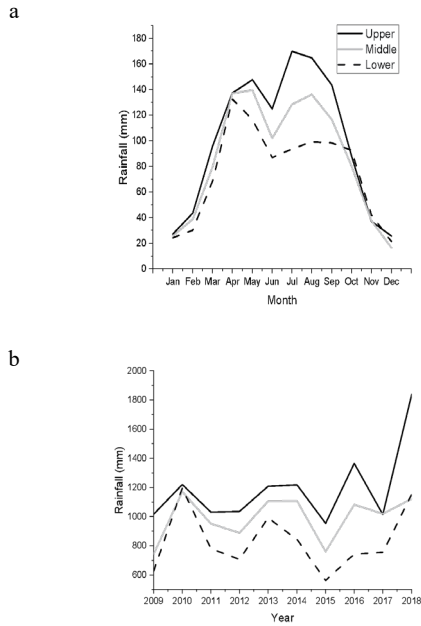 a
Upper
Middle
Lower
Rainfall (mm)
180
160
140
120
100
80
60
40
20
0
Jan Feb Mar Apr May Jun Jul Aug Sep Oct Nov Dec
Month
b
Rainfall (mm)
2000
1800
1600
1400
1200
1000
800
600
2009 2010 2011 2012 2013 2014 2015 2016 2017 2018
Year